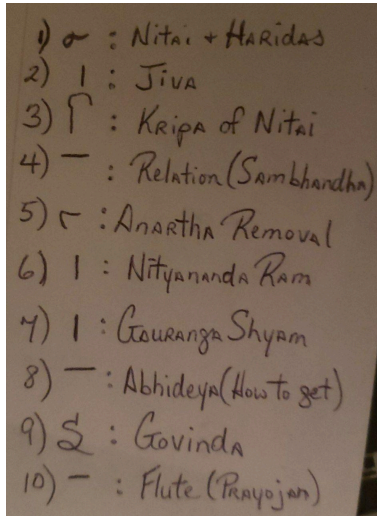 1) ᓂ : Nitai + Haridas
2) | : Jiva
3) ɼ : Kripa of Nitai
4) — : Relation (Sambhandha)
5) ⌐ : Anartha Removal
6) | : Nityananda Ram
7) | : Gauranga Shyam
8) — : Abhideya (How to get)
9) S : Govinda
10) – : Flute (Prayojan)